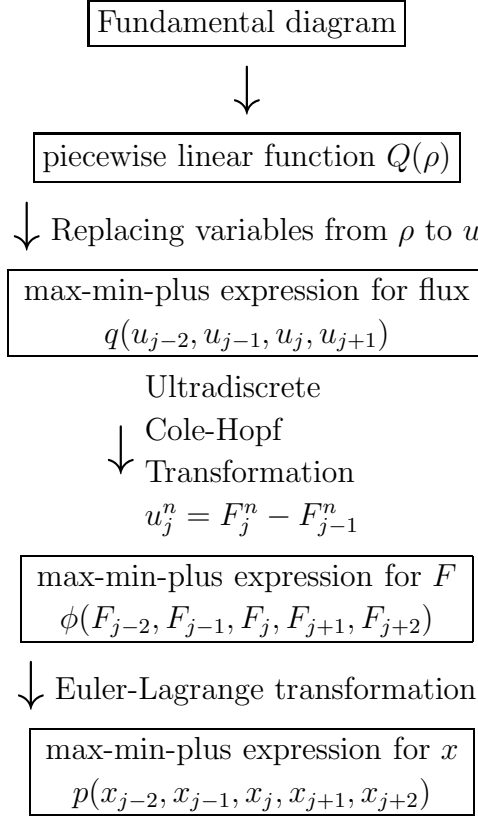 Fundamental diagram
piecewise linear function Q(ρ)
Replacing variables from ρ to u
max-min-plus expression for flux
q(u_{j−2}, u_{j−1}, u_j, u_{j+1})
Ultradiscrete
Cole-Hopf
Transformation
u_j^n = F_j^n − F_{j−1}^n
max-min-plus expression for F
ϕ(F_{j−2}, F_{j−1}, F_j, F_{j+1}, F_{j+2})
Euler-Lagrange transformation
max-min-plus expression for x
p(x_{j−2}, x_{j−1}, x_j, x_{j+1}, x_{j+2})